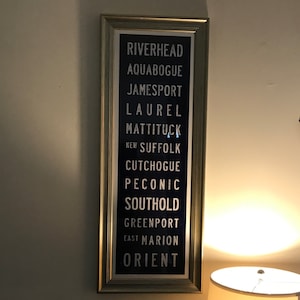 RIVERHEAD
AQUABOGUE
JAMESPORT
LAUREL
MATTITUCK
NEW SUFFOLK
CUTCHOGUE
PECONIC
SOUTHOLD
GREENPORT
EAST MARION
ORIENT